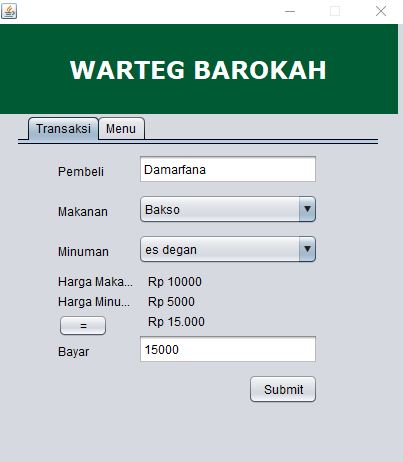 WARTEG BAROKAH
Transaksi Menu
Pembeli Damarfana
Makanan Bakso
Minuman es degan
Harga Maka... Rp 10000
Harga Minu... Rp 5000
= Rp 15.000
Bayar 15000
Submit